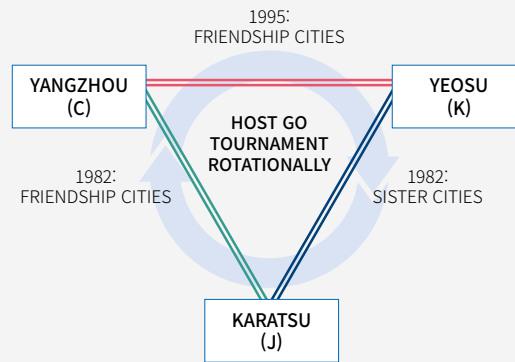 1995:
FRIENDSHIP CITIES
YANGZHOU
(C)
YEOSU
(K)
HOST GO
TOURNAMENT
ROTATIONALLY
1982:
FRIENDSHIP CITIES
1982:
SISTER CITIES
KARATSU
(J)